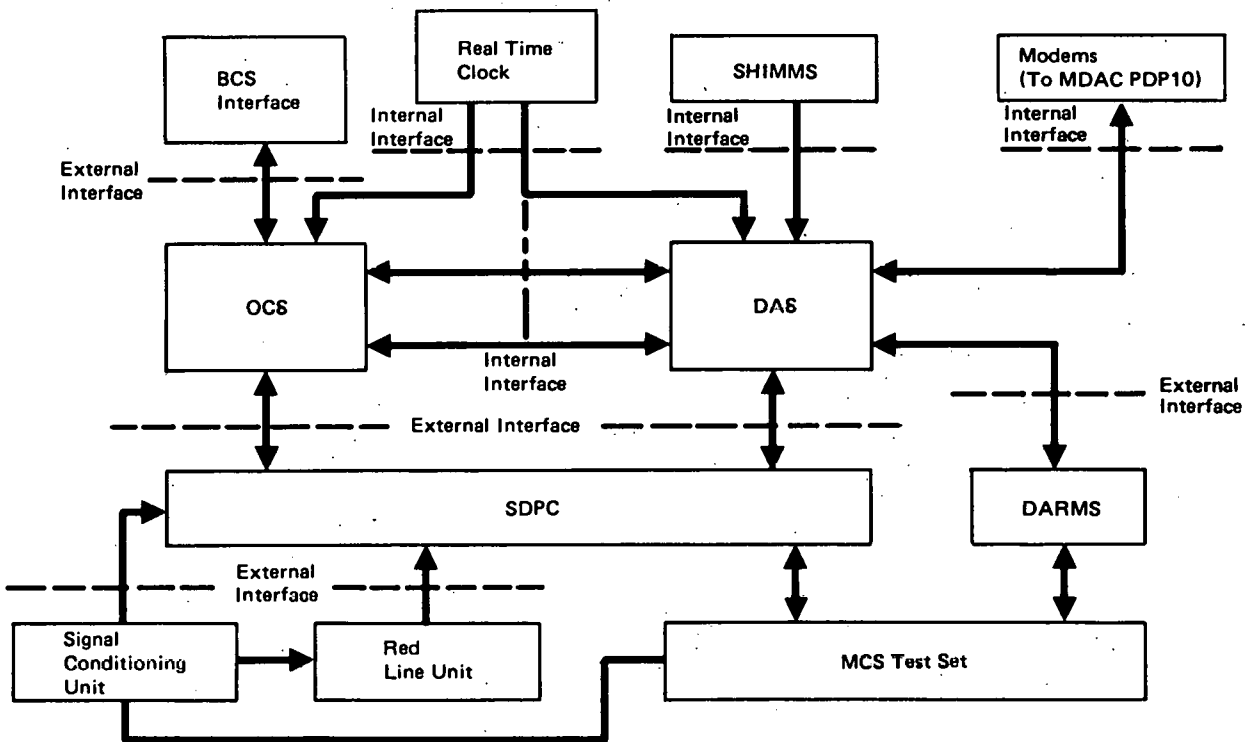 BCS
Interface
Real Time
Clock
SHIMMS
Modems
(To MDAC PDP10)
Internal
Interface
Internal
Interface
Internal
Interface
External
Interface
OCS
DAS
Internal
Interface
External
Interface
External Interface
SDPC
DARMS
External
Interface
Signal
Conditioning
Unit
Red
Line Unit
MCS Test Set